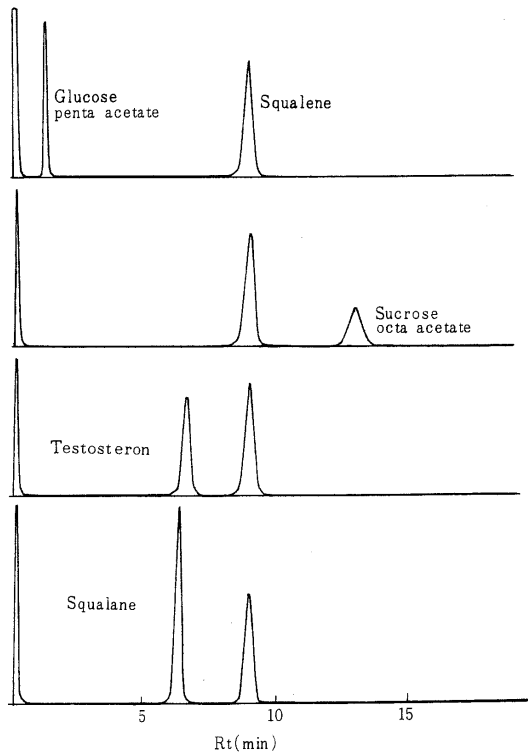 Glucose
penta acetate
Squalene
Sucrose
octa acetate
Testosteron
Squalane
5 10 15
Rt(min)